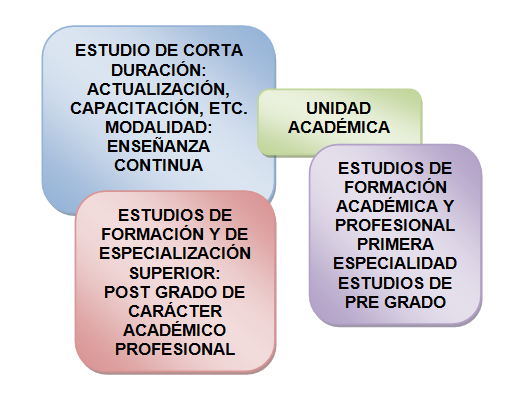 ESTUDIO DE CORTA
DURACIÓN:
ACTUALIZACIÓN,
CAPACITACIÓN, ETC.
MODALIDAD:
ENSEÑANZA
CONTINUA
UNIDAD
ACADÉMICA
ESTUDIOS DE
FORMACIÓN
ACADÉMICA Y
PROFESIONAL
PRIMERA
ESPECIALIDAD
ESTUDIOS DE
PRE GRADO
ESTUDIOS DE
FORMACIÓN Y DE
ESPECIALIZACIÓN
SUPERIOR:
POST GRADO DE
CARÁCTER
ACADÉMICO
PROFESIONAL